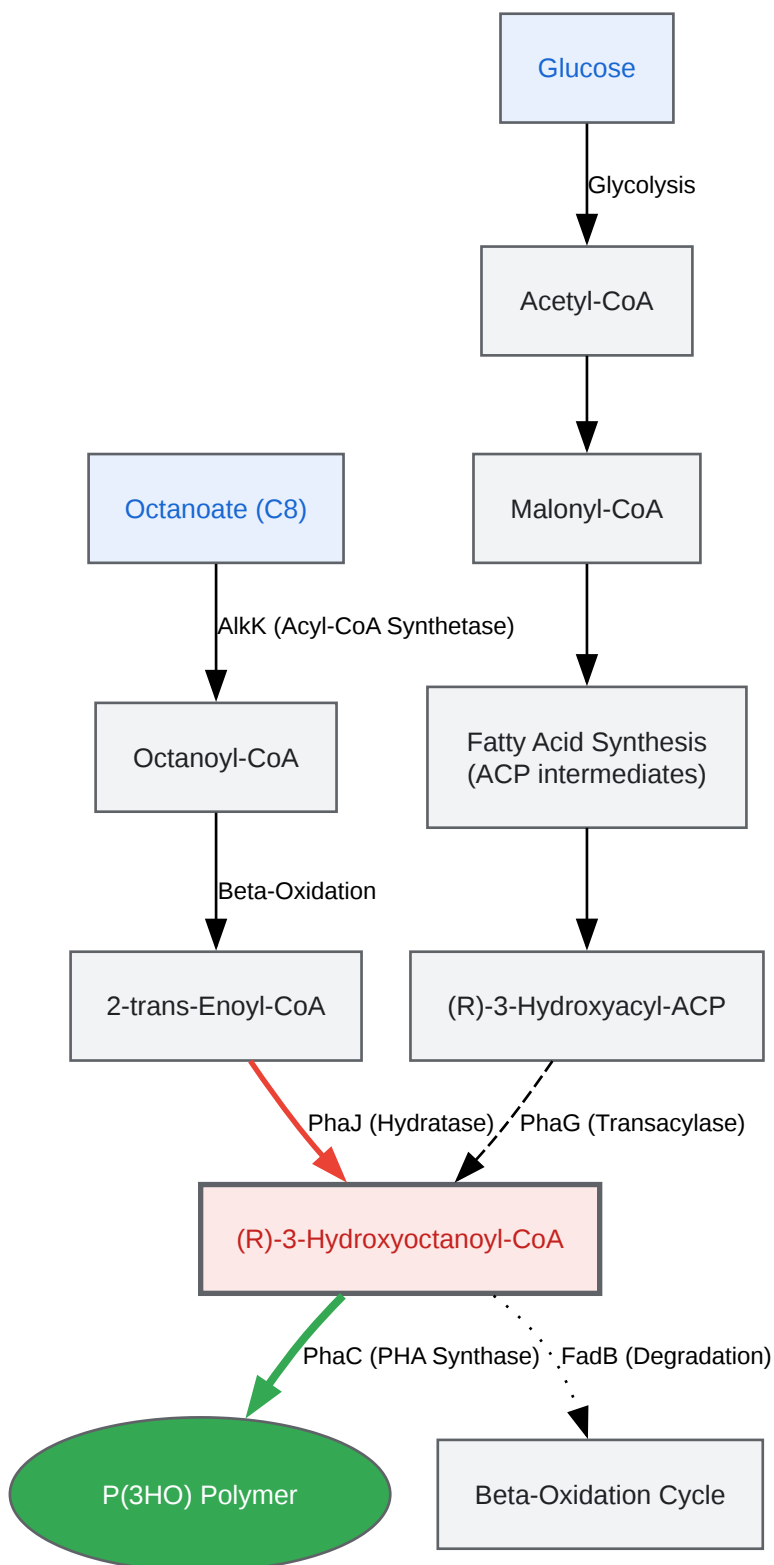 Glucose
Glycolysis
Acetyl-CoA
Octanoate (C8)
Malonyl-CoA
AlkK (Acyl-CoA Synthetase)
Octanoyl-CoA
Fatty Acid Synthesis
(ACP intermediates)
Beta-Oxidation
2-trans-Enoyl-CoA
(R)-3-Hydroxyacyl-ACP
PhaJ (Hydratase)
PhaG (Transacylase)
(R)-3-Hydroxyoctanoyl-CoA
PhaC (PHA Synthase)
FadB (Degradation)
P(3HO) Polymer
Beta-Oxidation Cycle